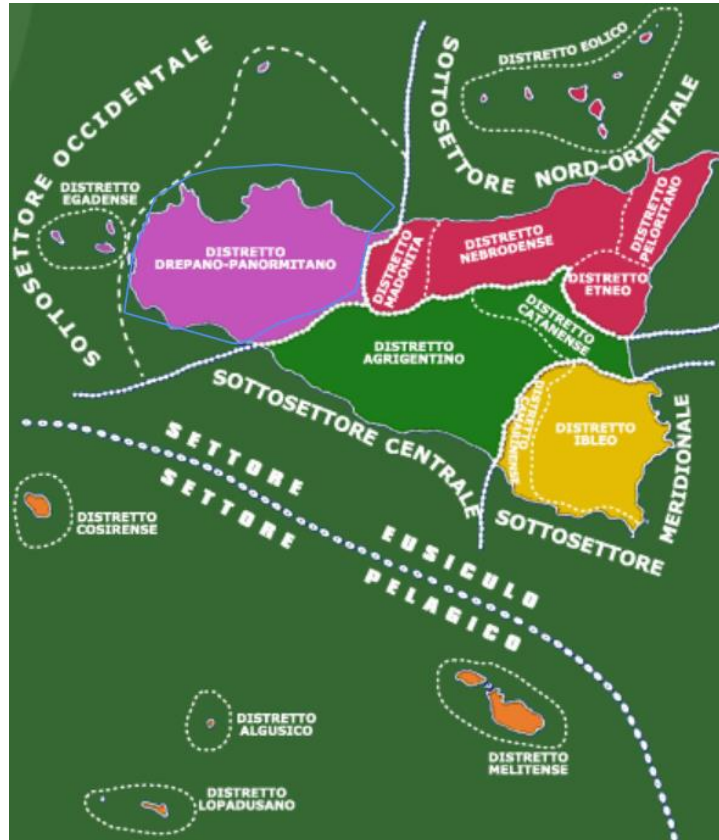 SOTTOSETTORE OCCIDENTALE
SOTTOSETTORE
NORD-ORIENTALE
DISTRETTO EOLICO
DISTRETTO
EGADENSE
DISTRETTO
DREPANO-PANORMITANO
DISTRETTO
MADONITA
DISTRETTO
NEBRODENSE
DISTRETTO
PELORITANO
DISTRETTO
ETNEO
DISTRETTO
CATANENSE
DISTRETTO
AGRIGENTINO
SOTTOSETTORE CENTRALE
DISTRETTO
CAMARINENSE
DISTRETTO
IBLEO
SOTTOSETTORE
MERIDIONALE
SETTORE
EUSICULO
SETTORE
PELAGICO
DISTRETTO
COSIRENSE
DISTRETTO
ALGUSICO
DISTRETTO
MELITENSE
DISTRETTO
LOPADUSANO